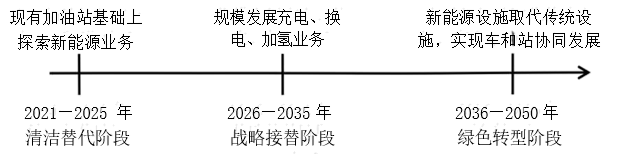 现有加油站基础上
探索新能源业务
规模发展充电、换
电、加氢业务
新能源设施取代传统设
施，实现车和站协同发展
2021—2025 年
清洁替代阶段
2026—2035 年
战略接替阶段
2036—2050 年
绿色转型阶段